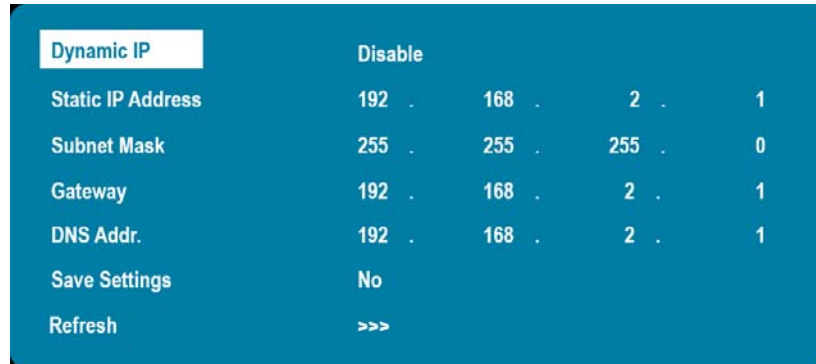 Dynamic IP Disable
Static IP Address 192 . 168 . 2 . 1
Subnet Mask 255 . 255 . 255 . 0
Gateway 192 . 168 . 2 . 1
DNS Addr. 192 . 168 . 2 . 1
Save Settings No
Refresh >>>